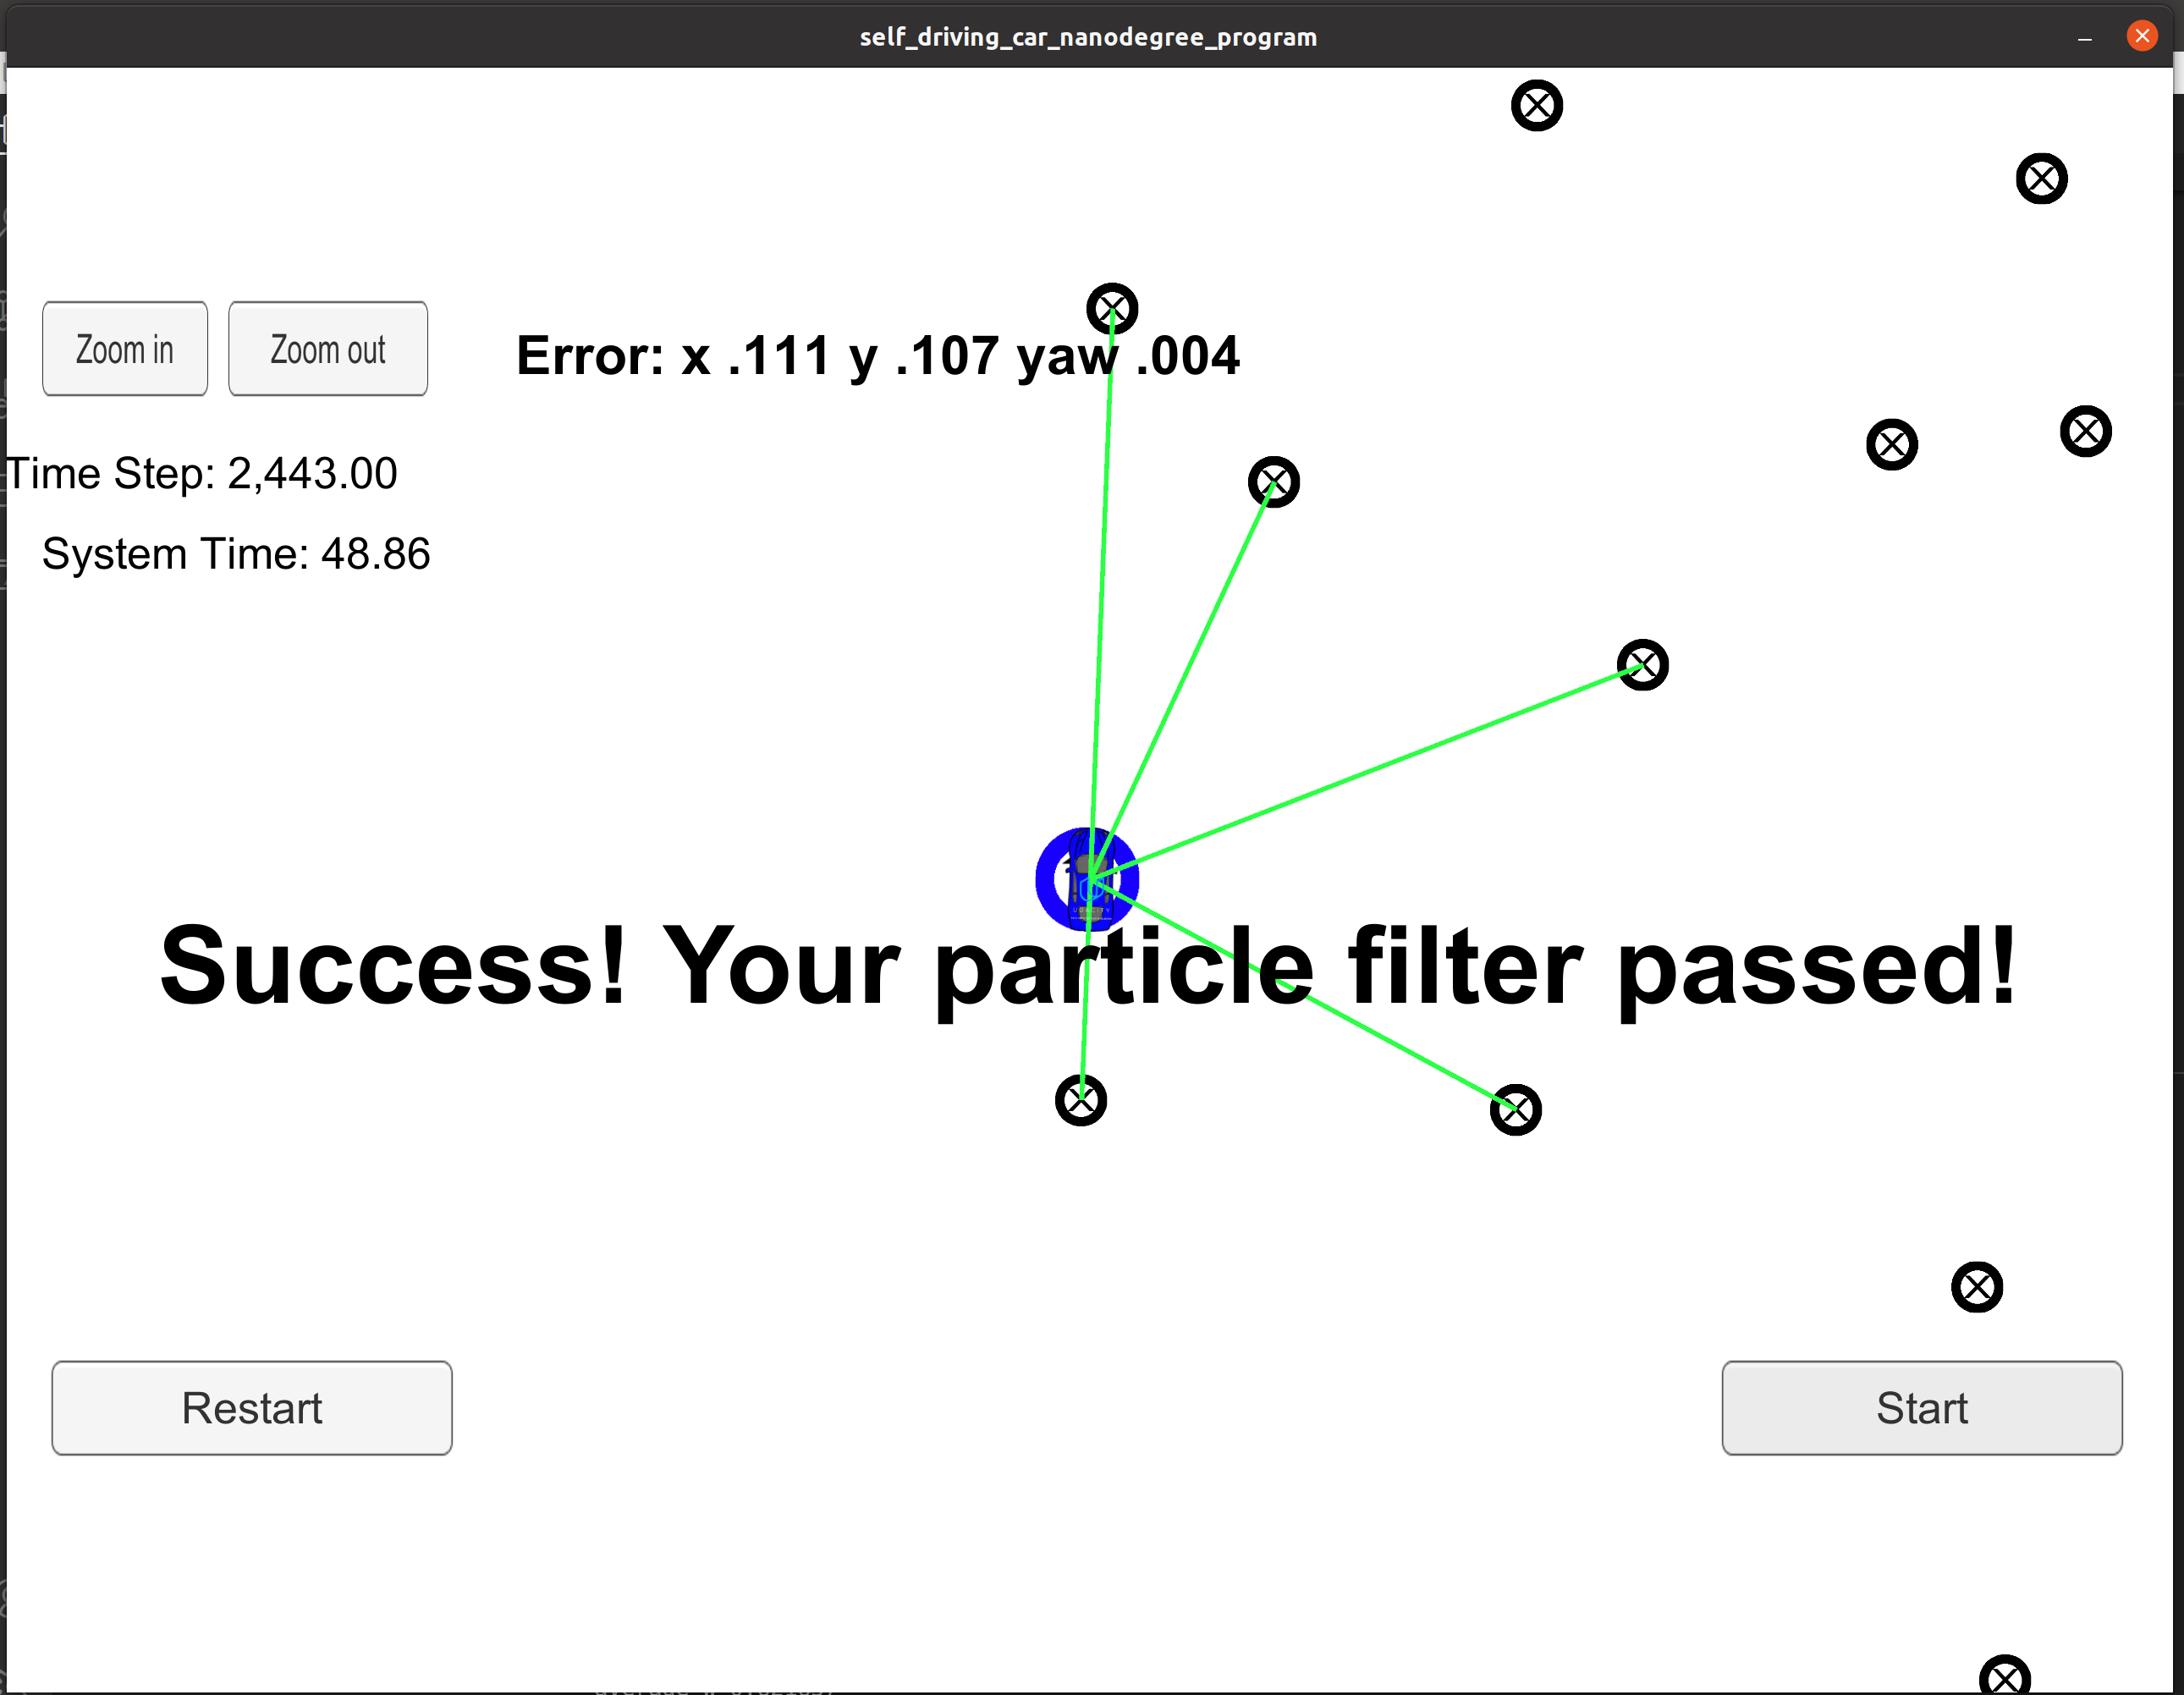 self_driving_car_nanodegree_program
Zoom in
Zoom out
Error: x .111 y .107 yaw .004
Time Step: 2,443.00
System Time: 48.86
UDACITY
Success! Your particle filter passed!
Restart
Start